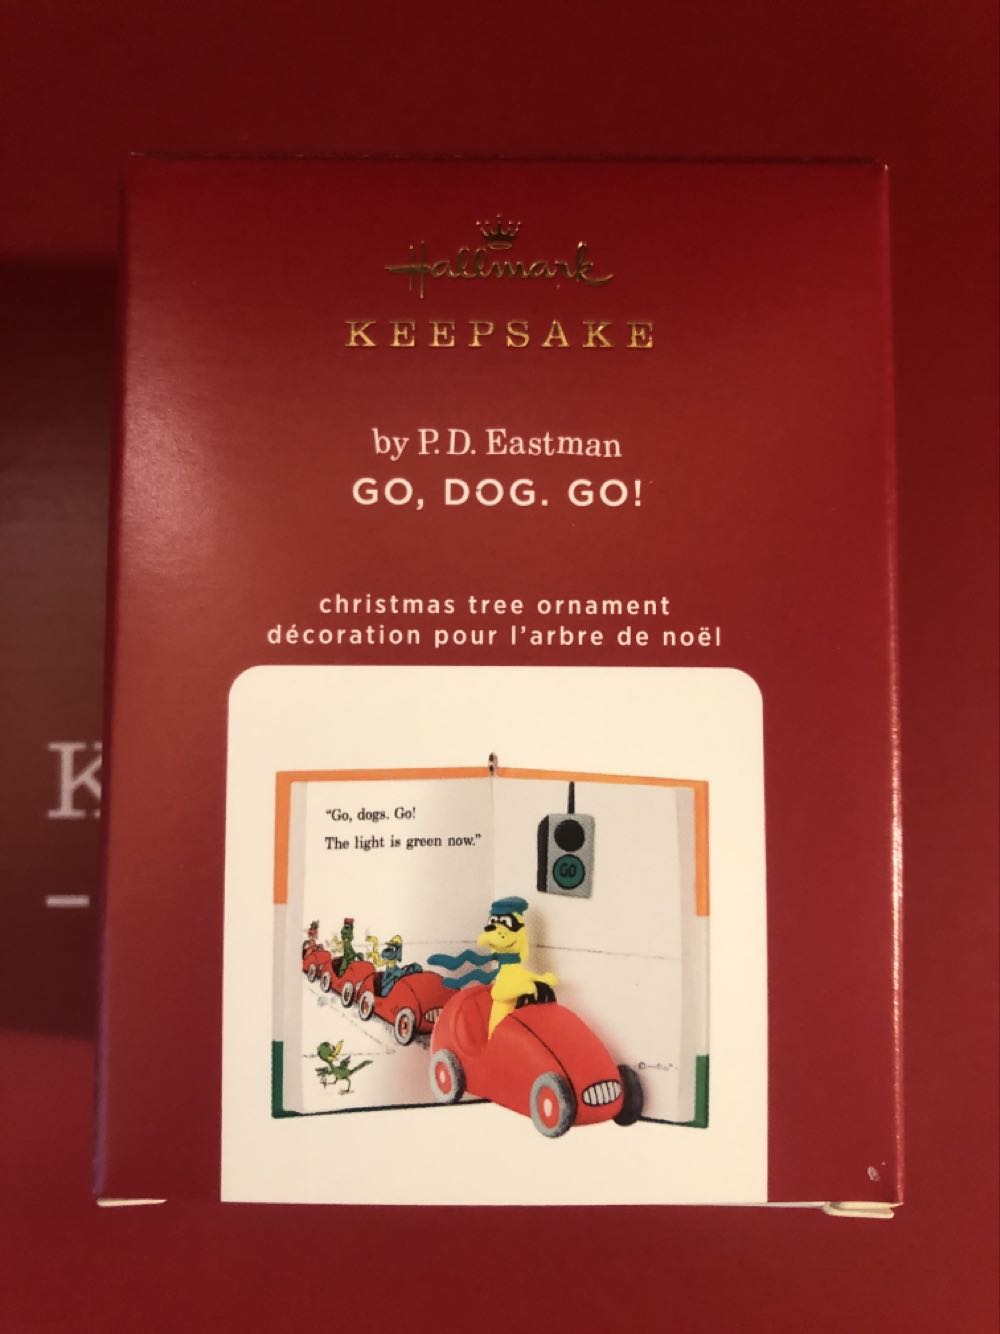 Hallmark
KEEPSAKE
by P.D. Eastman
GO, DOG. GO!
christmas tree ornament
décoration pour l'arbre de noël
"Go, dogs. Go!
The light is green now."
GO
K